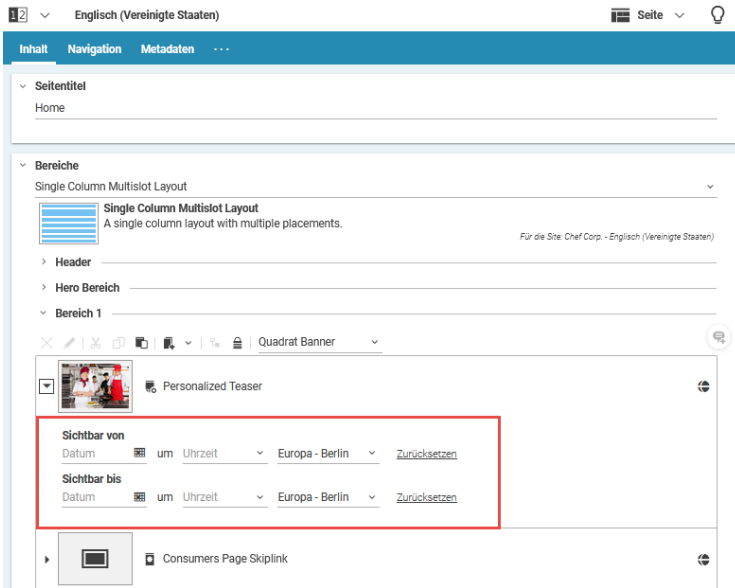 12 Englisch (Vereinigte Staaten) Seite
Inhalt Navigation Metadaten ...
Seitentitel
Home
Bereiche
Single Column Multislot Layout
Single Column Multislot Layout
A single column layout with multiple placements.
Für die Site: Chef Corp. - Englisch (Vereinigte Staaten)
Header
Hero Bereich
Bereich 1
Quadrat Banner
Personalized Teaser
Sichtbar von
Datum um Uhrzeit Europa - Berlin Zurücksetzen
Sichtbar bis
Datum um Uhrzeit Europa - Berlin Zurücksetzen
Consumers Page Skiplink